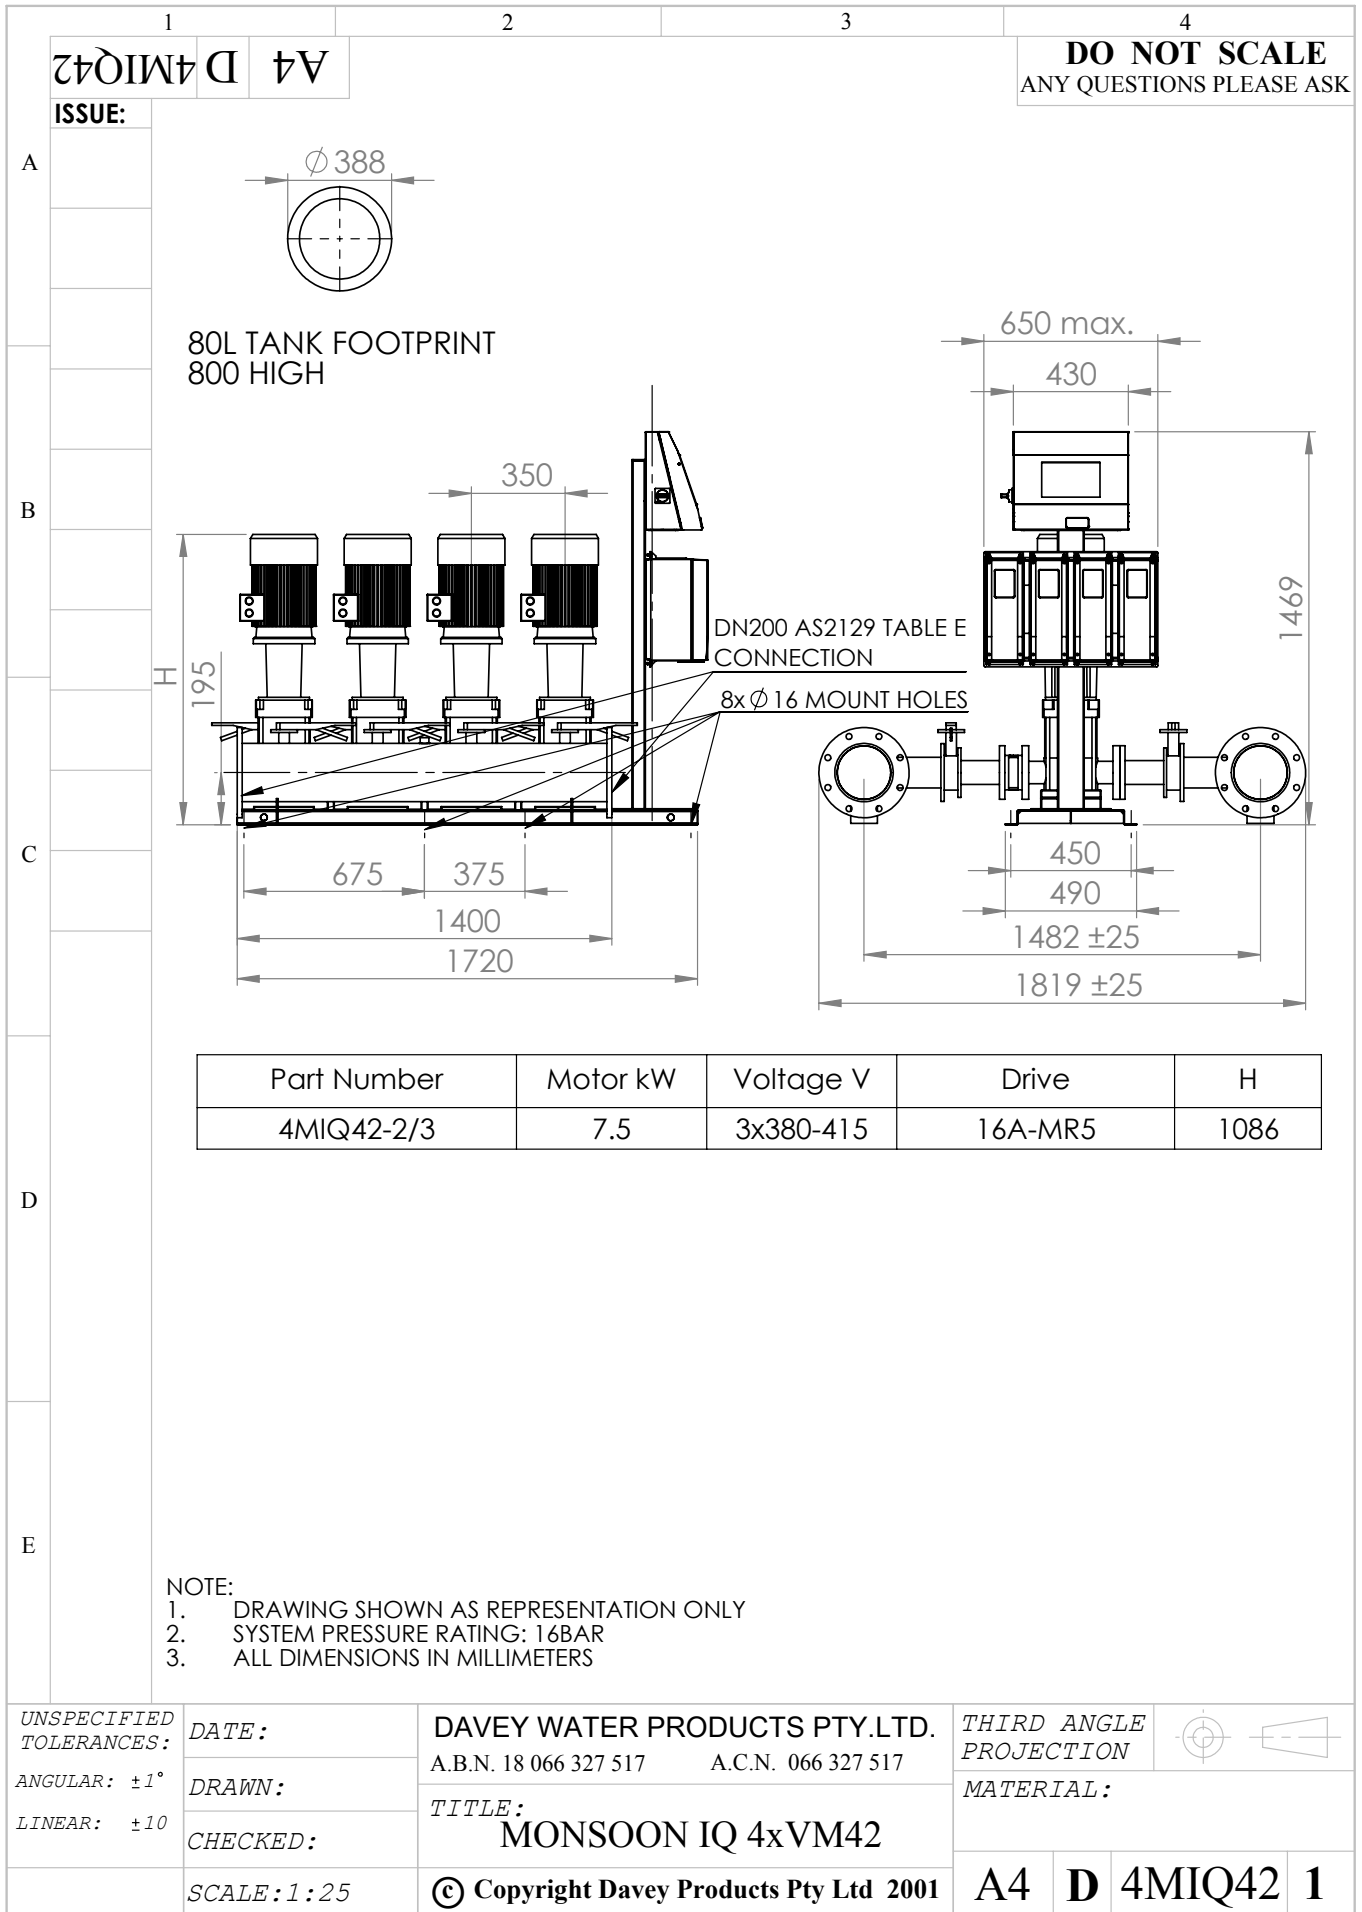 1 2 3 4
4MIQ42 D A4
DO NOT SCALE
ANY QUESTIONS PLEASE ASK
ISSUE:
A
B
C
D
E
∅388
80L TANK FOOTPRINT
800 HIGH
350
H
195
DN200 AS2129 TABLE E
CONNECTION
8x ∅ 16 MOUNT HOLES
675 375
1400
1720
650 max.
430
1469
450
490
1482 ±25
1819 ±25
Part Number Motor kW Voltage V Drive H
4MIQ42-2/3 7.5 3x380-415 16A-MR5 1086
NOTE:
1. DRAWING SHOWN AS REPRESENTATION ONLY
2. SYSTEM PRESSURE RATING: 16BAR
3. ALL DIMENSIONS IN MILLIMETERS
UNSPECIFIED
TOLERANCES:
ANGULAR: ±1°
LINEAR: ±10
DATE:
DRAWN:
CHECKED:
SCALE:1:25
DAVEY WATER PRODUCTS PTY.LTD.
A.B.N. 18 066 327 517 A.C.N. 066 327 517
TITLE:
MONSOON IQ 4xVM42
© Copyright Davey Products Pty Ltd 2001
THIRD ANGLE
PROJECTION
MATERIAL:
A4 D 4MIQ42 1